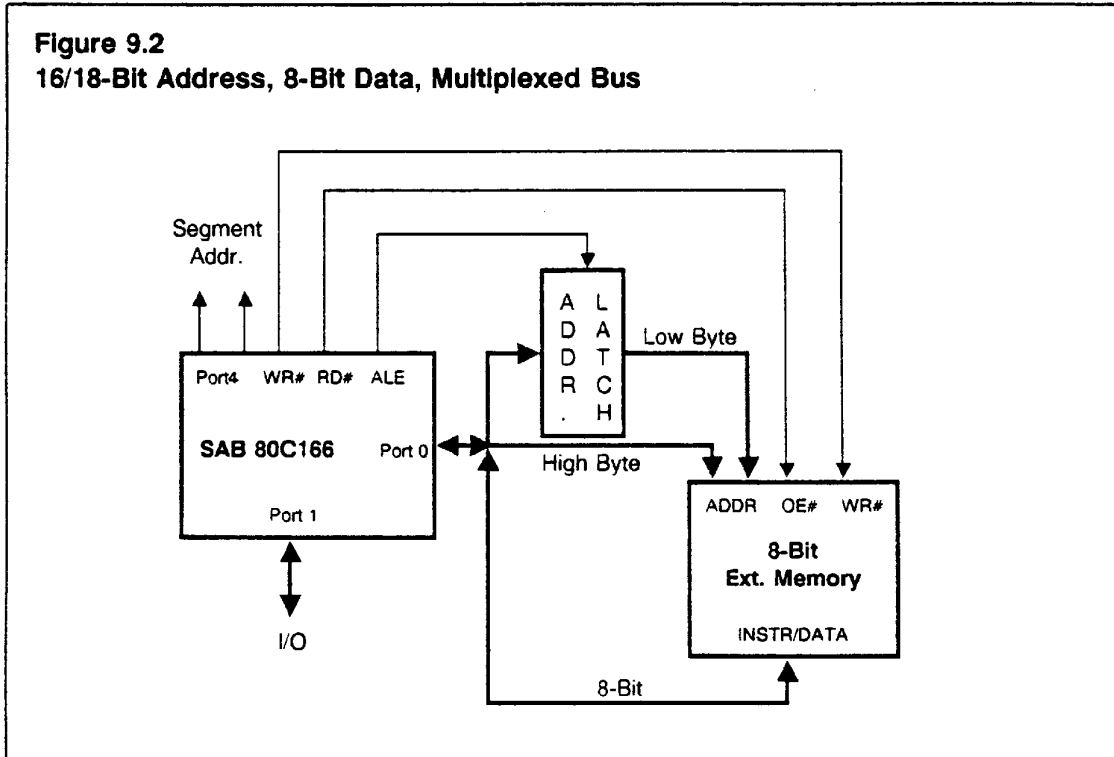 Figure 9.2
16/18-Bit Address, 8-Bit Data, Multiplexed Bus
Segment
Addr.
ADDR.
LATCH
Low Byte
Port4 WR# RD# ALE
SAB 80C166
Port 0
High Byte
Port 1
ADDR OE# WR#
8-Bit
Ext. Memory
INSTR/DATA
I/O
8-Bit